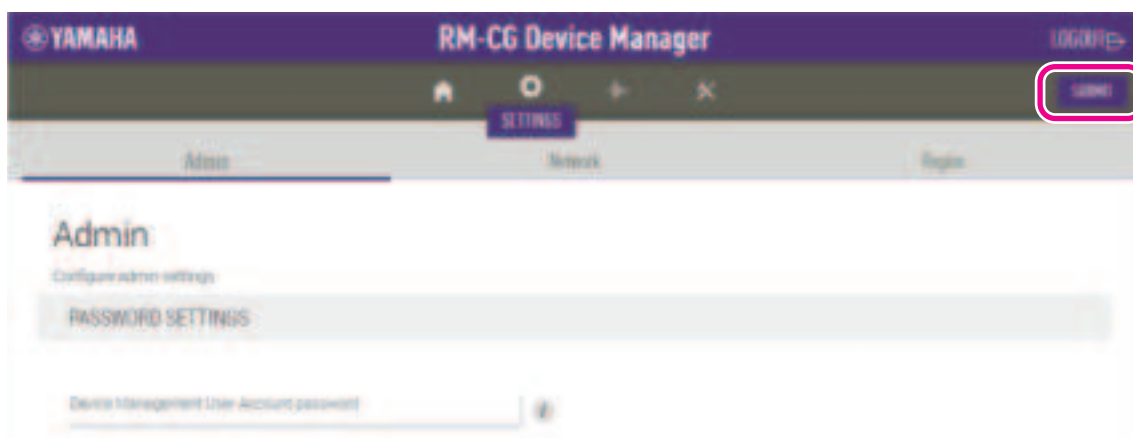 YAMAHA RM-CG Device Manager LOGOUT
SUBMIT
SETTINGS
Admin Network Region
Admin
Configure admin settings
PASSWORD SETTINGS
Device Management User Account password